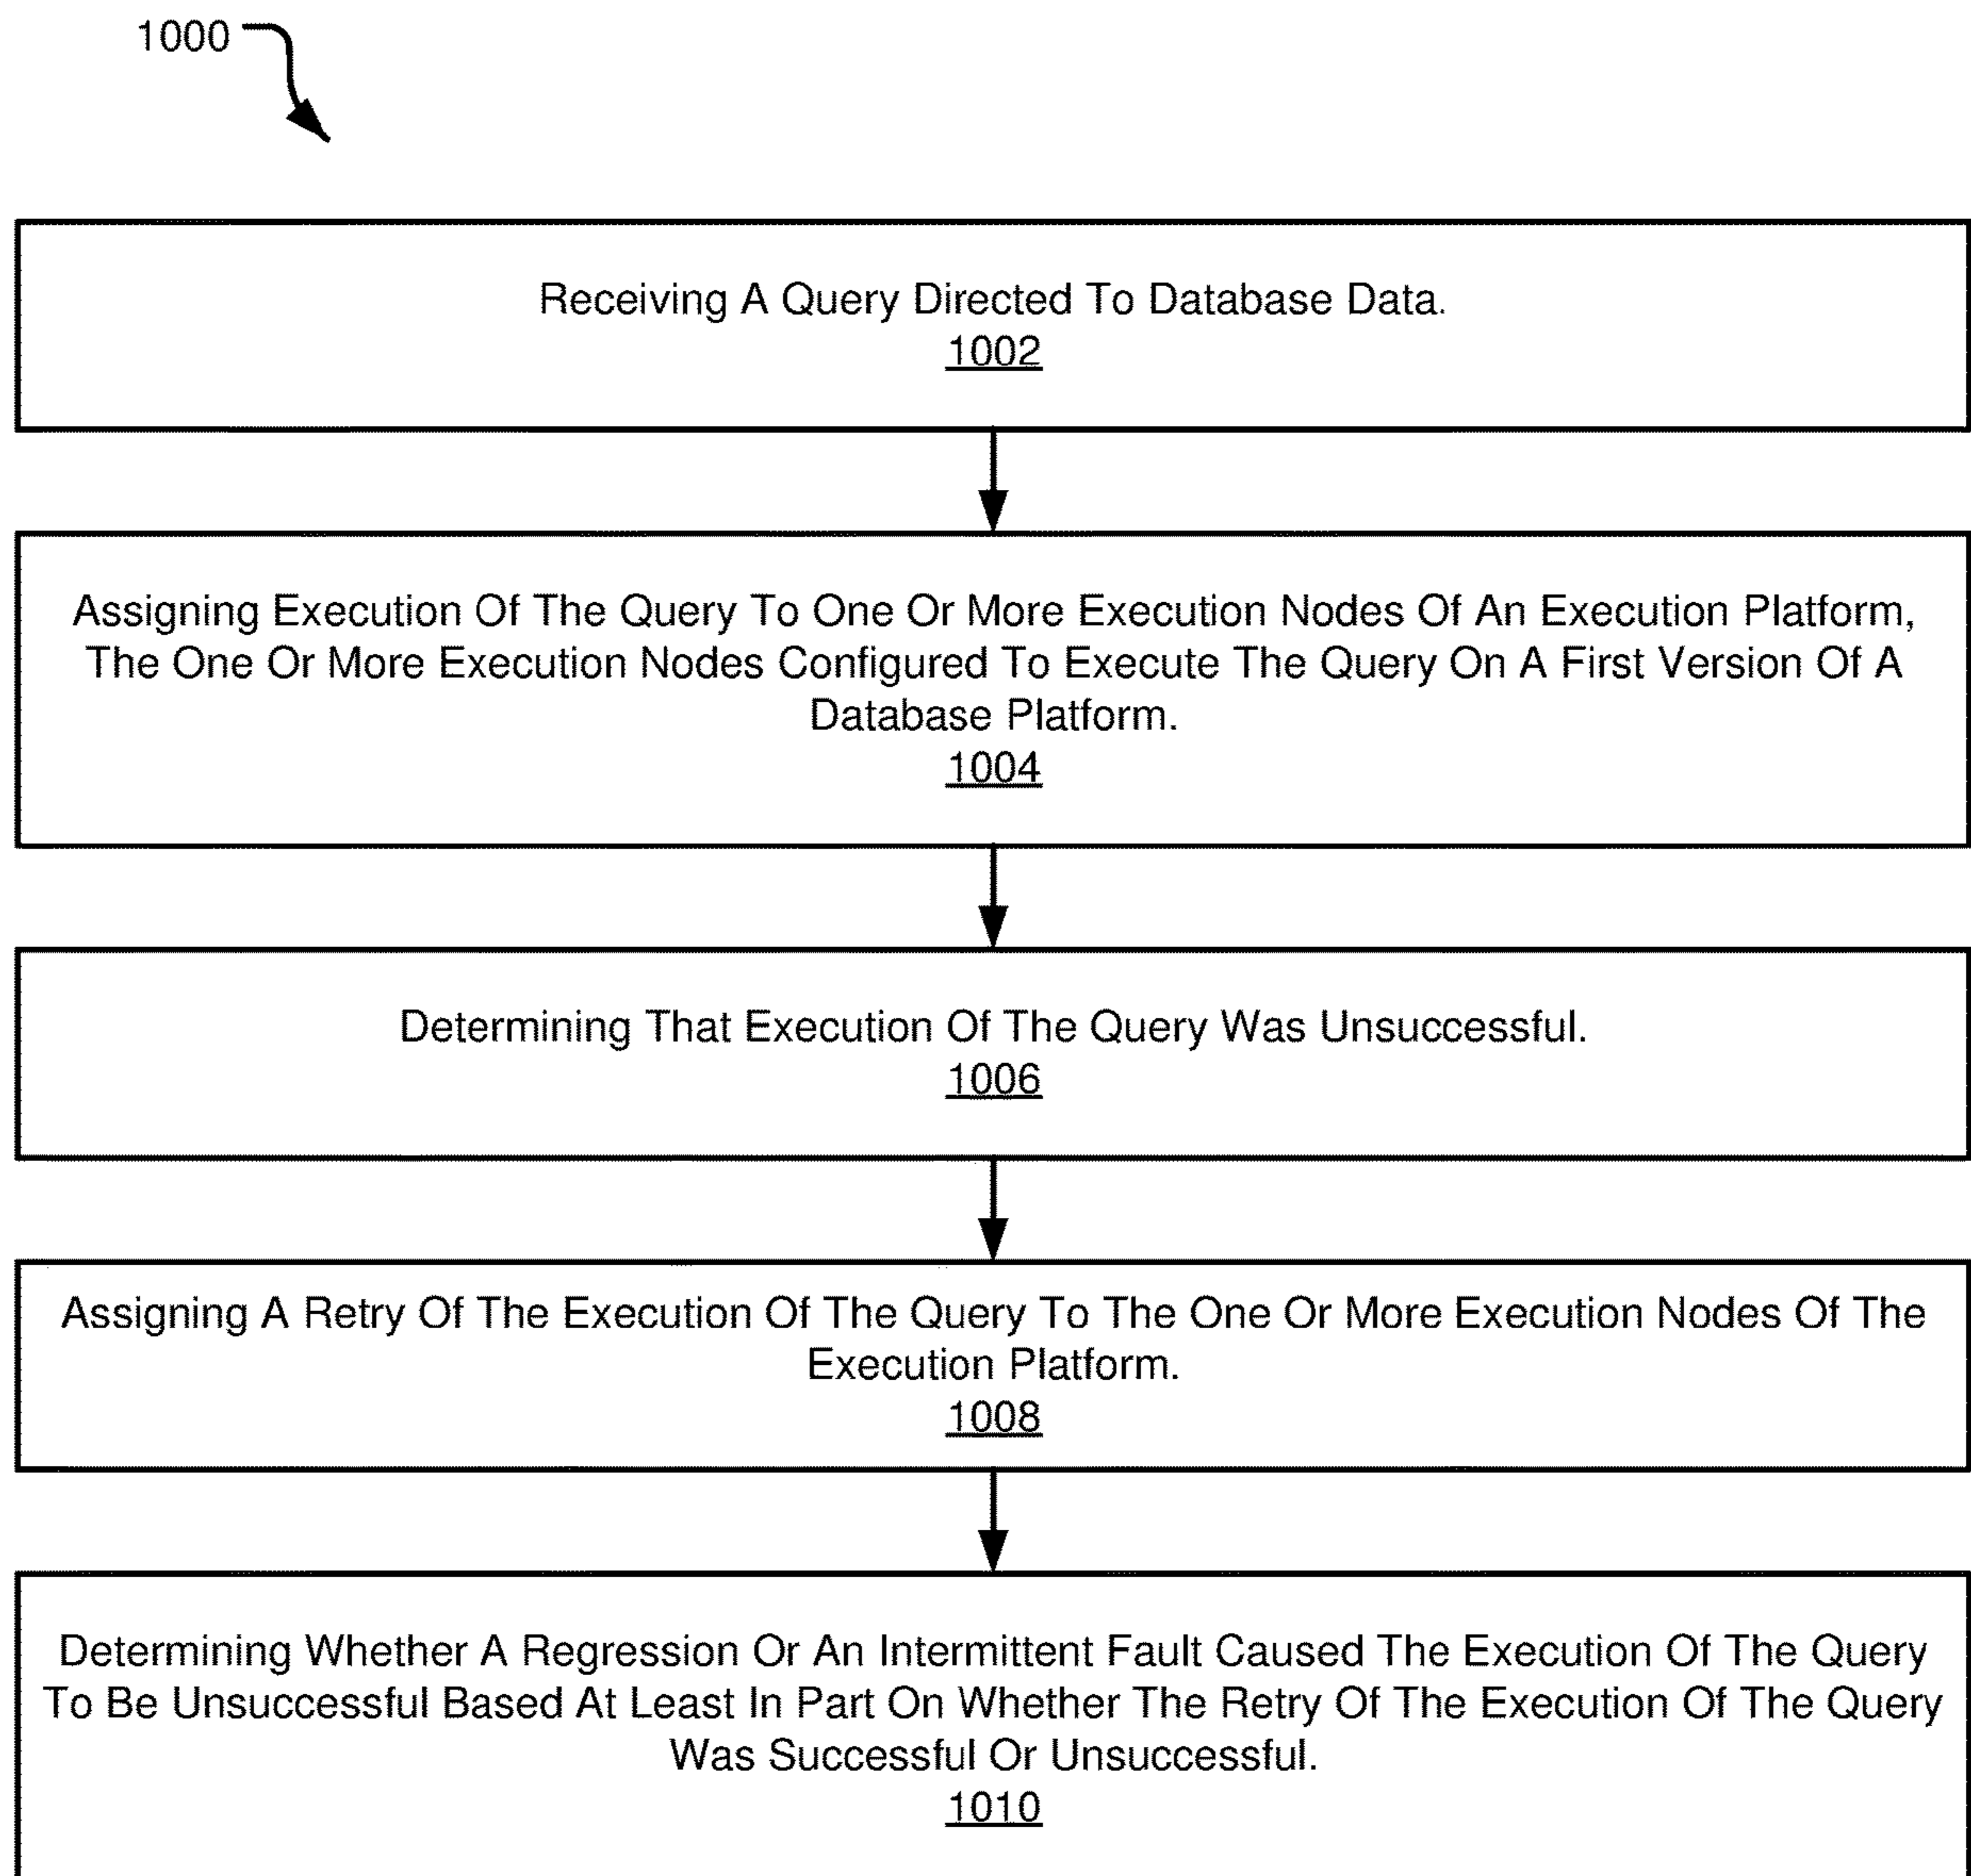 1000
Receiving A Query Directed To Database Data.
1002
Assigning Execution Of The Query To One Or More Execution Nodes Of An Execution Platform,
The One Or More Execution Nodes Configured To Execute The Query On A First Version Of A
Database Platform.
1004
Determining That Execution Of The Query Was Unsuccessful.
1006
Assigning A Retry Of The Execution Of The Query To The One Or More Execution Nodes Of The
Execution Platform.
1008
Determining Whether A Regression Or An Intermittent Fault Caused The Execution Of The Query
To Be Unsuccessful Based At Least In Part On Whether The Retry Of The Execution Of The Query
Was Successful Or Unsuccessful.
1010